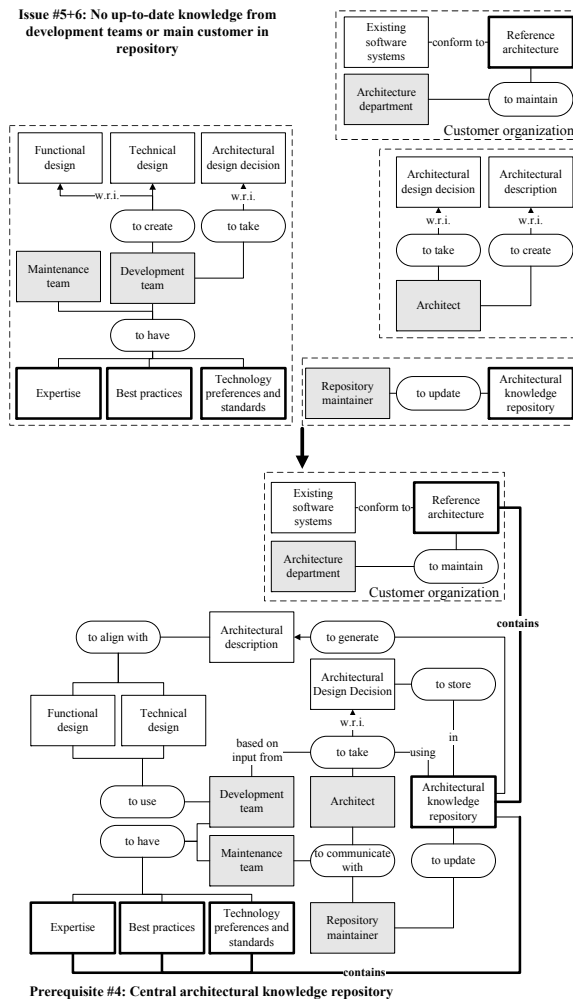 Issue #5+6: No up-to-date knowledge from
development teams or main customer in
repository
Existing
software
systems
conform to
Reference
architecture
Architecture
department
to maintain
Customer organization
Functional
design
Technical
design
Architectural
design decision
w.r.i.
w.r.i.
to create
to take
Maintenance
team
Development
team
to have
Expertise
Best practices
Technology
preferences and
standards
Architectural
design decision
Architectural
description
w.r.i.
w.r.i.
to take
to create
Architect
Repository
maintainer
to update
Architectural
knowledge
repository
Existing
software
systems
conform to
Reference
architecture
Architecture
department
to maintain
Customer organization
contains
to align with
Architectural
description
to generate
Architectural
Design Decision
to store
Functional
design
Technical
design
w.r.i.
based on
input from
to take
using
in
to use
Development
team
Architect
Architectural
knowledge
repository
to have
Maintenance
team
to communicate
with
to update
Expertise
Best practices
Technology
preferences and
standards
Repository
maintainer
contains
Prerequisite #4: Central architectural knowledge repository